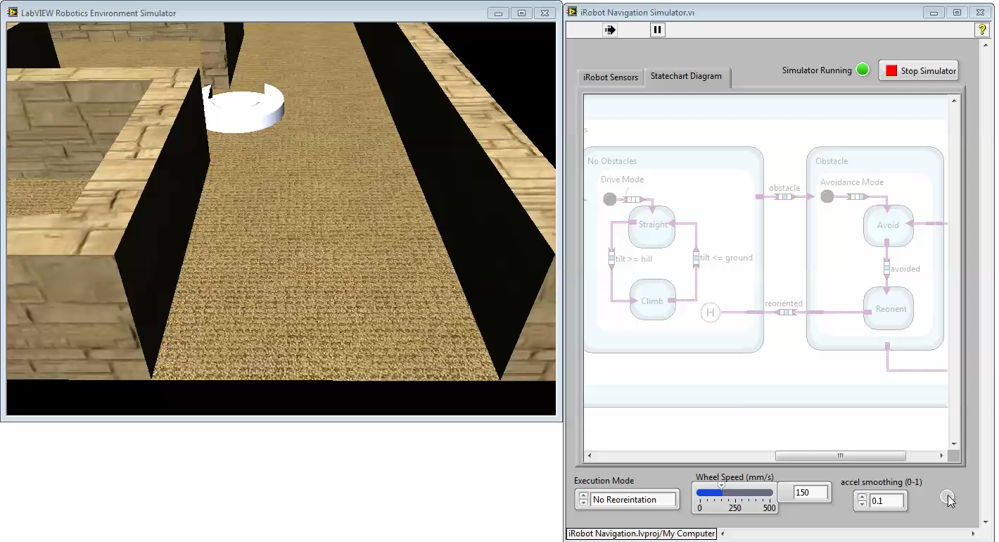 LabVIEW Robotics Environment Simulator
iRobot Navigation Simulator.vi
?
Simulator Running
Stop Simulator
iRobot Sensors
Statechart Diagram
s
No Obstacles
Drive Mode
/
Straight
tilt >= hill
tilt <= ground
Climb
H
obstacle
reoriented
Obstacle
Avoidance Mode
Avoid
avoided
Reorient
Execution Mode
No Reoreintation
Wheel Speed (mm/s)
0 250 500
150
accel smoothing (0-1)
0.1
iRobot Navigation.lvproj/My Computer